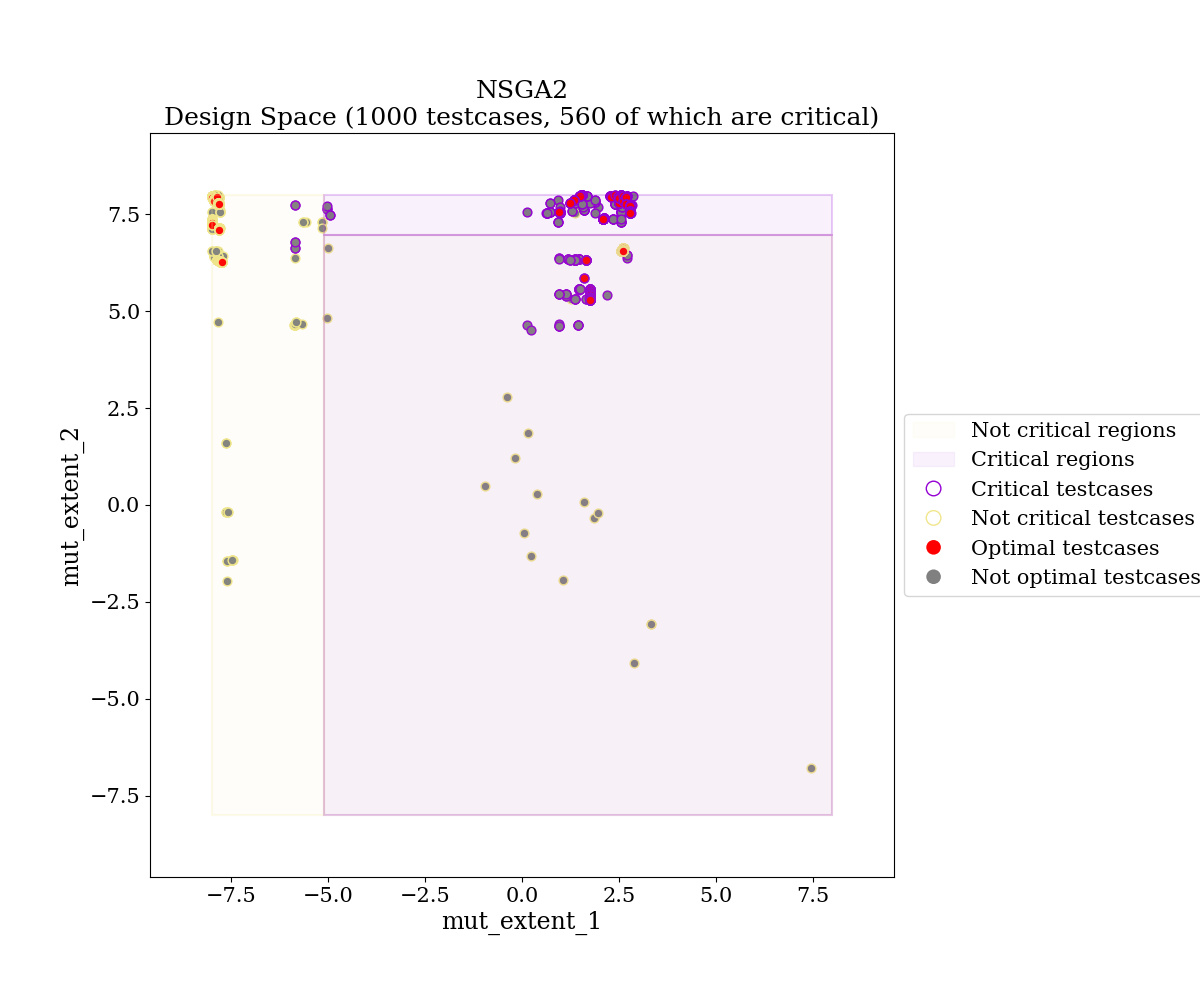 NSGA2
Design Space (1000 testcases, 560 of which are critical)
7.5
5.0
2.5
0.0
−2.5
−5.0
−7.5
mut_extent_2
−7.5
−5.0
−2.5
0.0
2.5
5.0
7.5
mut_extent_1
Not critical regions
Critical regions
Critical testcases
Not critical testcases
Optimal testcases
Not optimal testcases